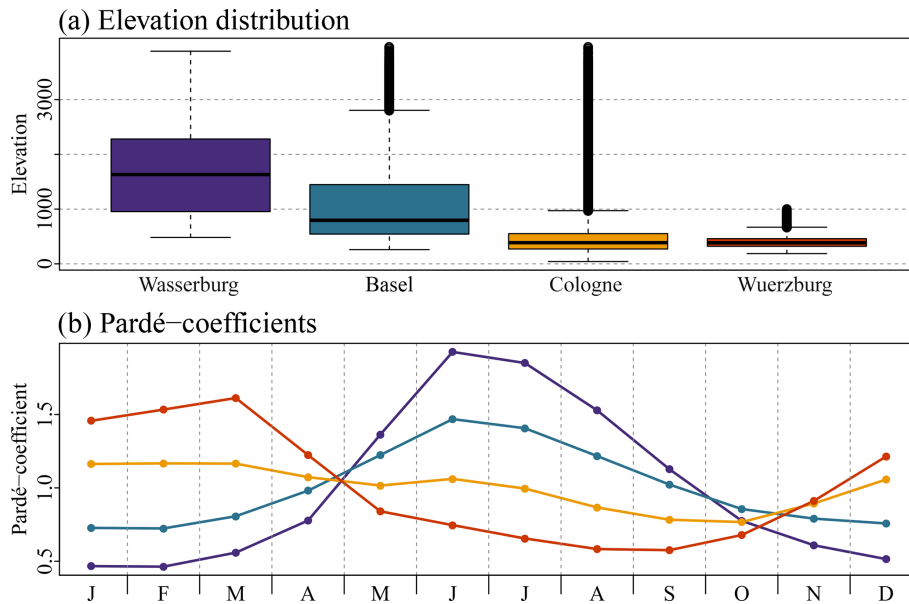 (a) Elevation distribution
Elevation
3000
1000
0
Wasserburg Basel Cologne Wuerzburg
(b) Pardé−coefficients
Pardé−coefficient
1.5
1.0
0.5
J F M A M J J A S O N D